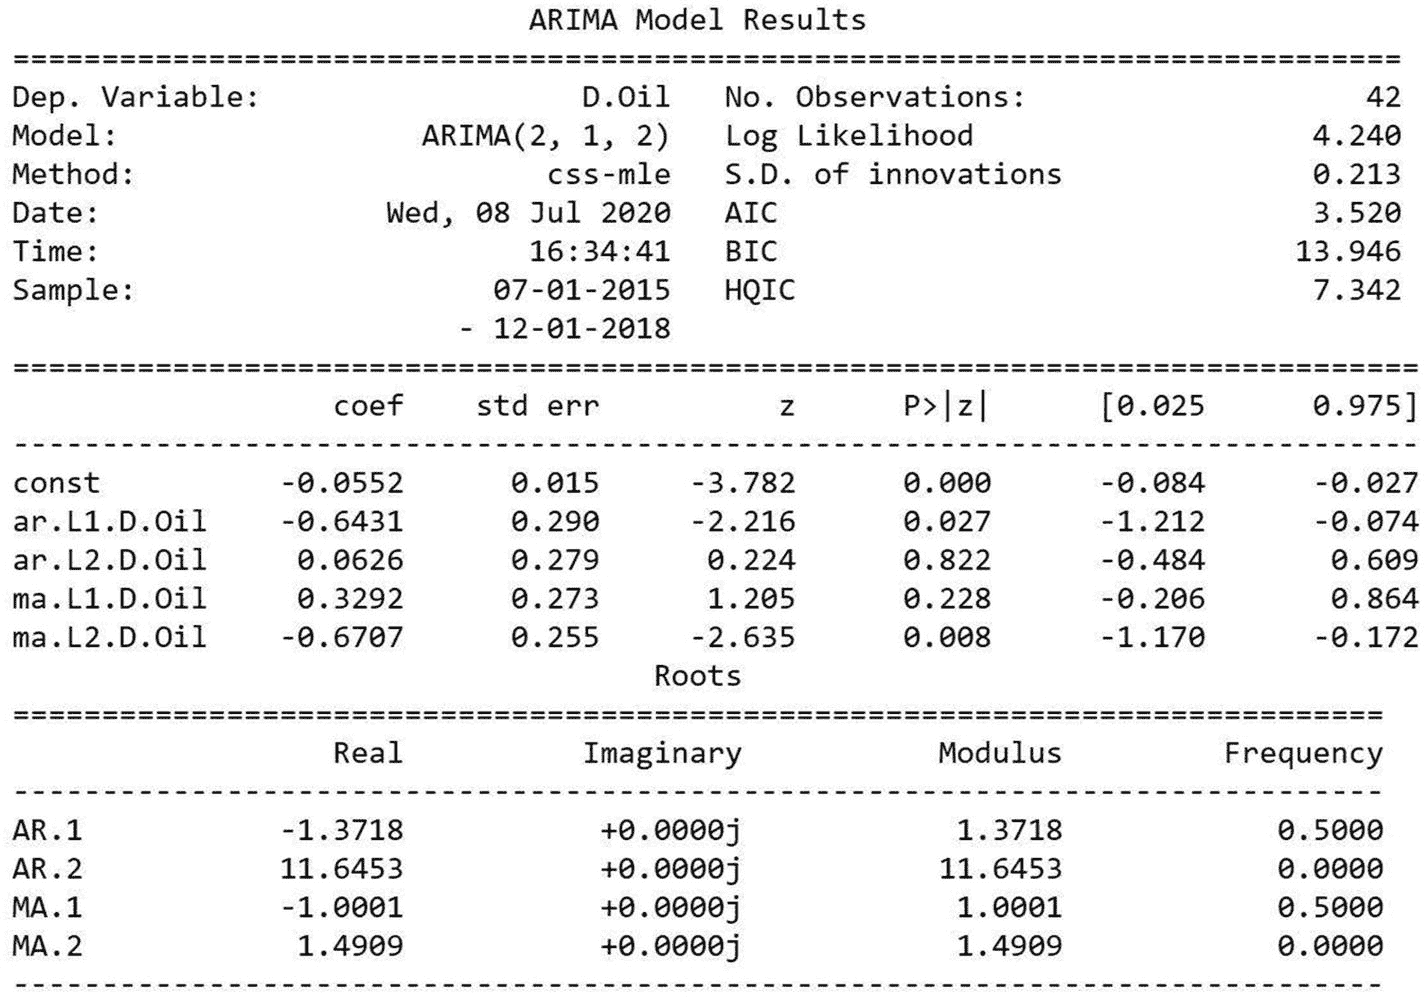 ARIMA Model Results
==============================================================================
Dep. Variable: D.Oil No. Observations: 42
Model: ARIMA(2, 1, 2) Log Likelihood 4.240
Method: css-mle S.D. of innovations 0.213
Date: Wed, 08 Jul 2020 AIC 3.520
Time: 16:34:41 BIC 13.946
Sample: 07-01-2015 HQIC 7.342
- 12-01-2018
===============================================================================
coef std err z P>|z| [0.025 0.975]
-------------------------------------------------------------------------------
const -0.0552 0.015 -3.782 0.000 -0.084 -0.027
ar.L1.D.Oil -0.6431 0.290 -2.216 0.027 -1.212 -0.074
ar.L2.D.Oil 0.0626 0.279 0.224 0.822 -0.484 0.609
ma.L1.D.Oil 0.3292 0.273 1.205 0.228 -0.206 0.864
ma.L2.D.Oil -0.6707 0.255 -2.635 0.008 -1.170 -0.172
Roots
=============================================================================
Real Imaginary Modulus Frequency
-----------------------------------------------------------------------------
AR.1 -1.3718 +0.0000j 1.3718 0.5000
AR.2 11.6453 +0.0000j 11.6453 0.0000
MA.1 -1.0001 +0.0000j 1.0001 0.5000
MA.2 1.4909 +0.0000j 1.4909 0.0000
-----------------------------------------------------------------------------